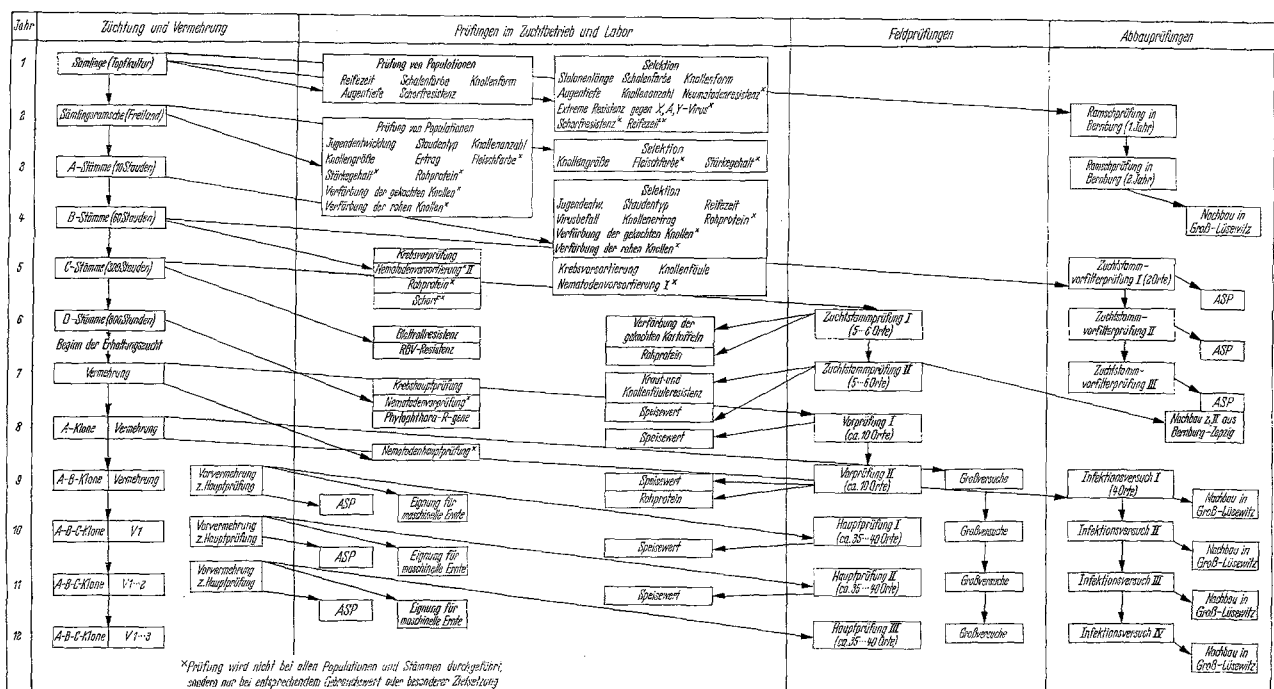 Jahr
Züchtung und Vermehrung
Prüfungen im Zuchtbetrieb und Labor
Feldprüfungen
Abbauprüfungen
1
Sämlinge (Topfkultur)
Prüfung von Populationen
Reifezeit Schalenfarbe Knollenform
Augentiefe Schorfresistenz
Selektion
Stolonenlänge Schalenfarbe Knollenform
Augentiefe Knollenanzahl Nematodenresistenz*
Extreme Resistenz gegen X, A, Y-Virus*
Schorfresistenz* Reifezeit*
2
Sämlingsramsche (Freiland)
Prüfung von Populationen
Jugendentwicklung Staudentyp Knollenanzahl
Knollengröße Ertrag Fleischfarbe*
Stärkegehalt* Rohprotein*
Verfärbung der gekochten Knollen*
Verfärbung der rohen Knollen*
Selektion
Knollengröße Fleischfarbe* Stärkegehalt*
Ramschprüfung in
Bernburg (1. Jahr)
3
A-Stämme (10 Stauden)
Selektion
Jugendentw. Staudentyp Reifezeit
Virusbefall Knollenertrag Rohprotein*
Verfärbung der gekochten Knollen*
Verfärbung der rohen Knollen*
Ramschprüfung in
Bernburg (2. Jahr)
4
B-Stämme (60 Stauden)
Nachbau in
Groß-Lüsewitz
5
C-Stämme (320 Stauden)
Krebsvorprüfung
Nematodenvorsortierung* II
Rohprotein*
Schorf*
Krebsvorsortierung Knollenfäule
Nematodenvorsortierung I*
Zuchtstamm-
vorfilterprüfung I (2 Orte)
ASP
6
D-Stämme (800 Stauden)
Beginn der Erhaltungszucht
Blattrollresistenz
RBV-Resistenz
Verfärbung der
gekochten Kartoffeln
Rohprotein
Zuchtstammprüfung I
(5-6 Orte)
Zuchtstamm-
vorfilterprüfung II
ASP
7
Vermehrung
Krebshauptprüfung
Nematodenvorprüfung*
Phytophthora-R-gene
Kraut- und
Knollenfäuleresistenz
Speisewert
Zuchtstammprüfung II
(5...6 Orte)
Zuchtstamm-
vorfilterprüfung III
ASP
Nachbau z. II aus
Bernburg-Leipzig
8
A-Klone Vermehrung
Nematodenhauptprüfung*
Speisewert
Vorprüfung I
(ca. 10 Orte)
9
A-B-Klone Vermehrung
Vorvermehrung
z. Hauptprüfung
ASP
Eignung für
maschinelle Ernte
Speisewert
Rohprotein
Vorprüfung II
(ca. 10 Orte)
Großversuche
Infektionsversuch I
(4 Orte)
Nachbau in
Groß-Lüsewitz
10
A-B-C-Klone V1
Vorvermehrung
z. Hauptprüfung
ASP
Eignung für
maschinelle Ernte
Speisewert
Hauptprüfung I
(ca. 35...40 Orte)
Großversuche
Infektionsversuch II
Nachbau in
Groß-Lüsewitz
11
A-B-C-Klone V1...2
Vorvermehrung
z. Hauptprüfung
ASP
Eignung für
maschinelle Ernte
Speisewert
Hauptprüfung II
(ca. 35...40 Orte)
Großversuche
Infektionsversuch III
Nachbau in
Groß-Lüsewitz
12
A-B-C-Klone V1...3
Hauptprüfung III
(ca. 35...40 Orte)
Großversuche
Infektionsversuch IV
Nachbau in
Groß-Lüsewitz
*Prüfung wird nicht bei allen Populationen und Stämmen durchgeführt,
sondern nur bei entsprechendem Gebrauchswert oder besonderer Zielsetzung